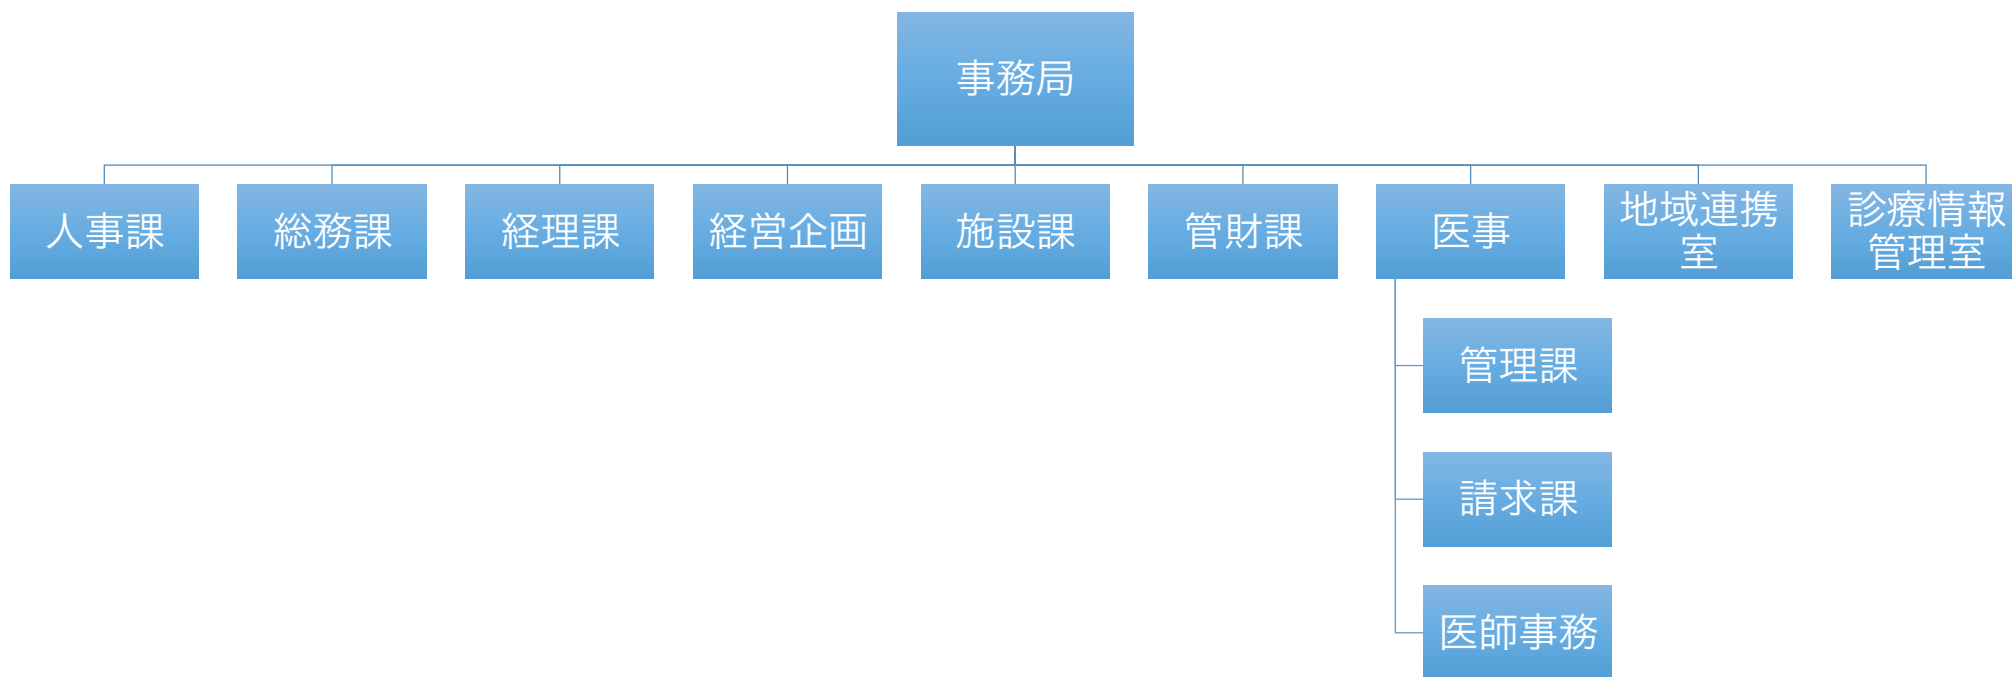 事務局
人事課
総務課
経理課
経営企画
施設課
管財課
医事
地域連携
室
診療情報
管理室
管理課
請求課
医師事務